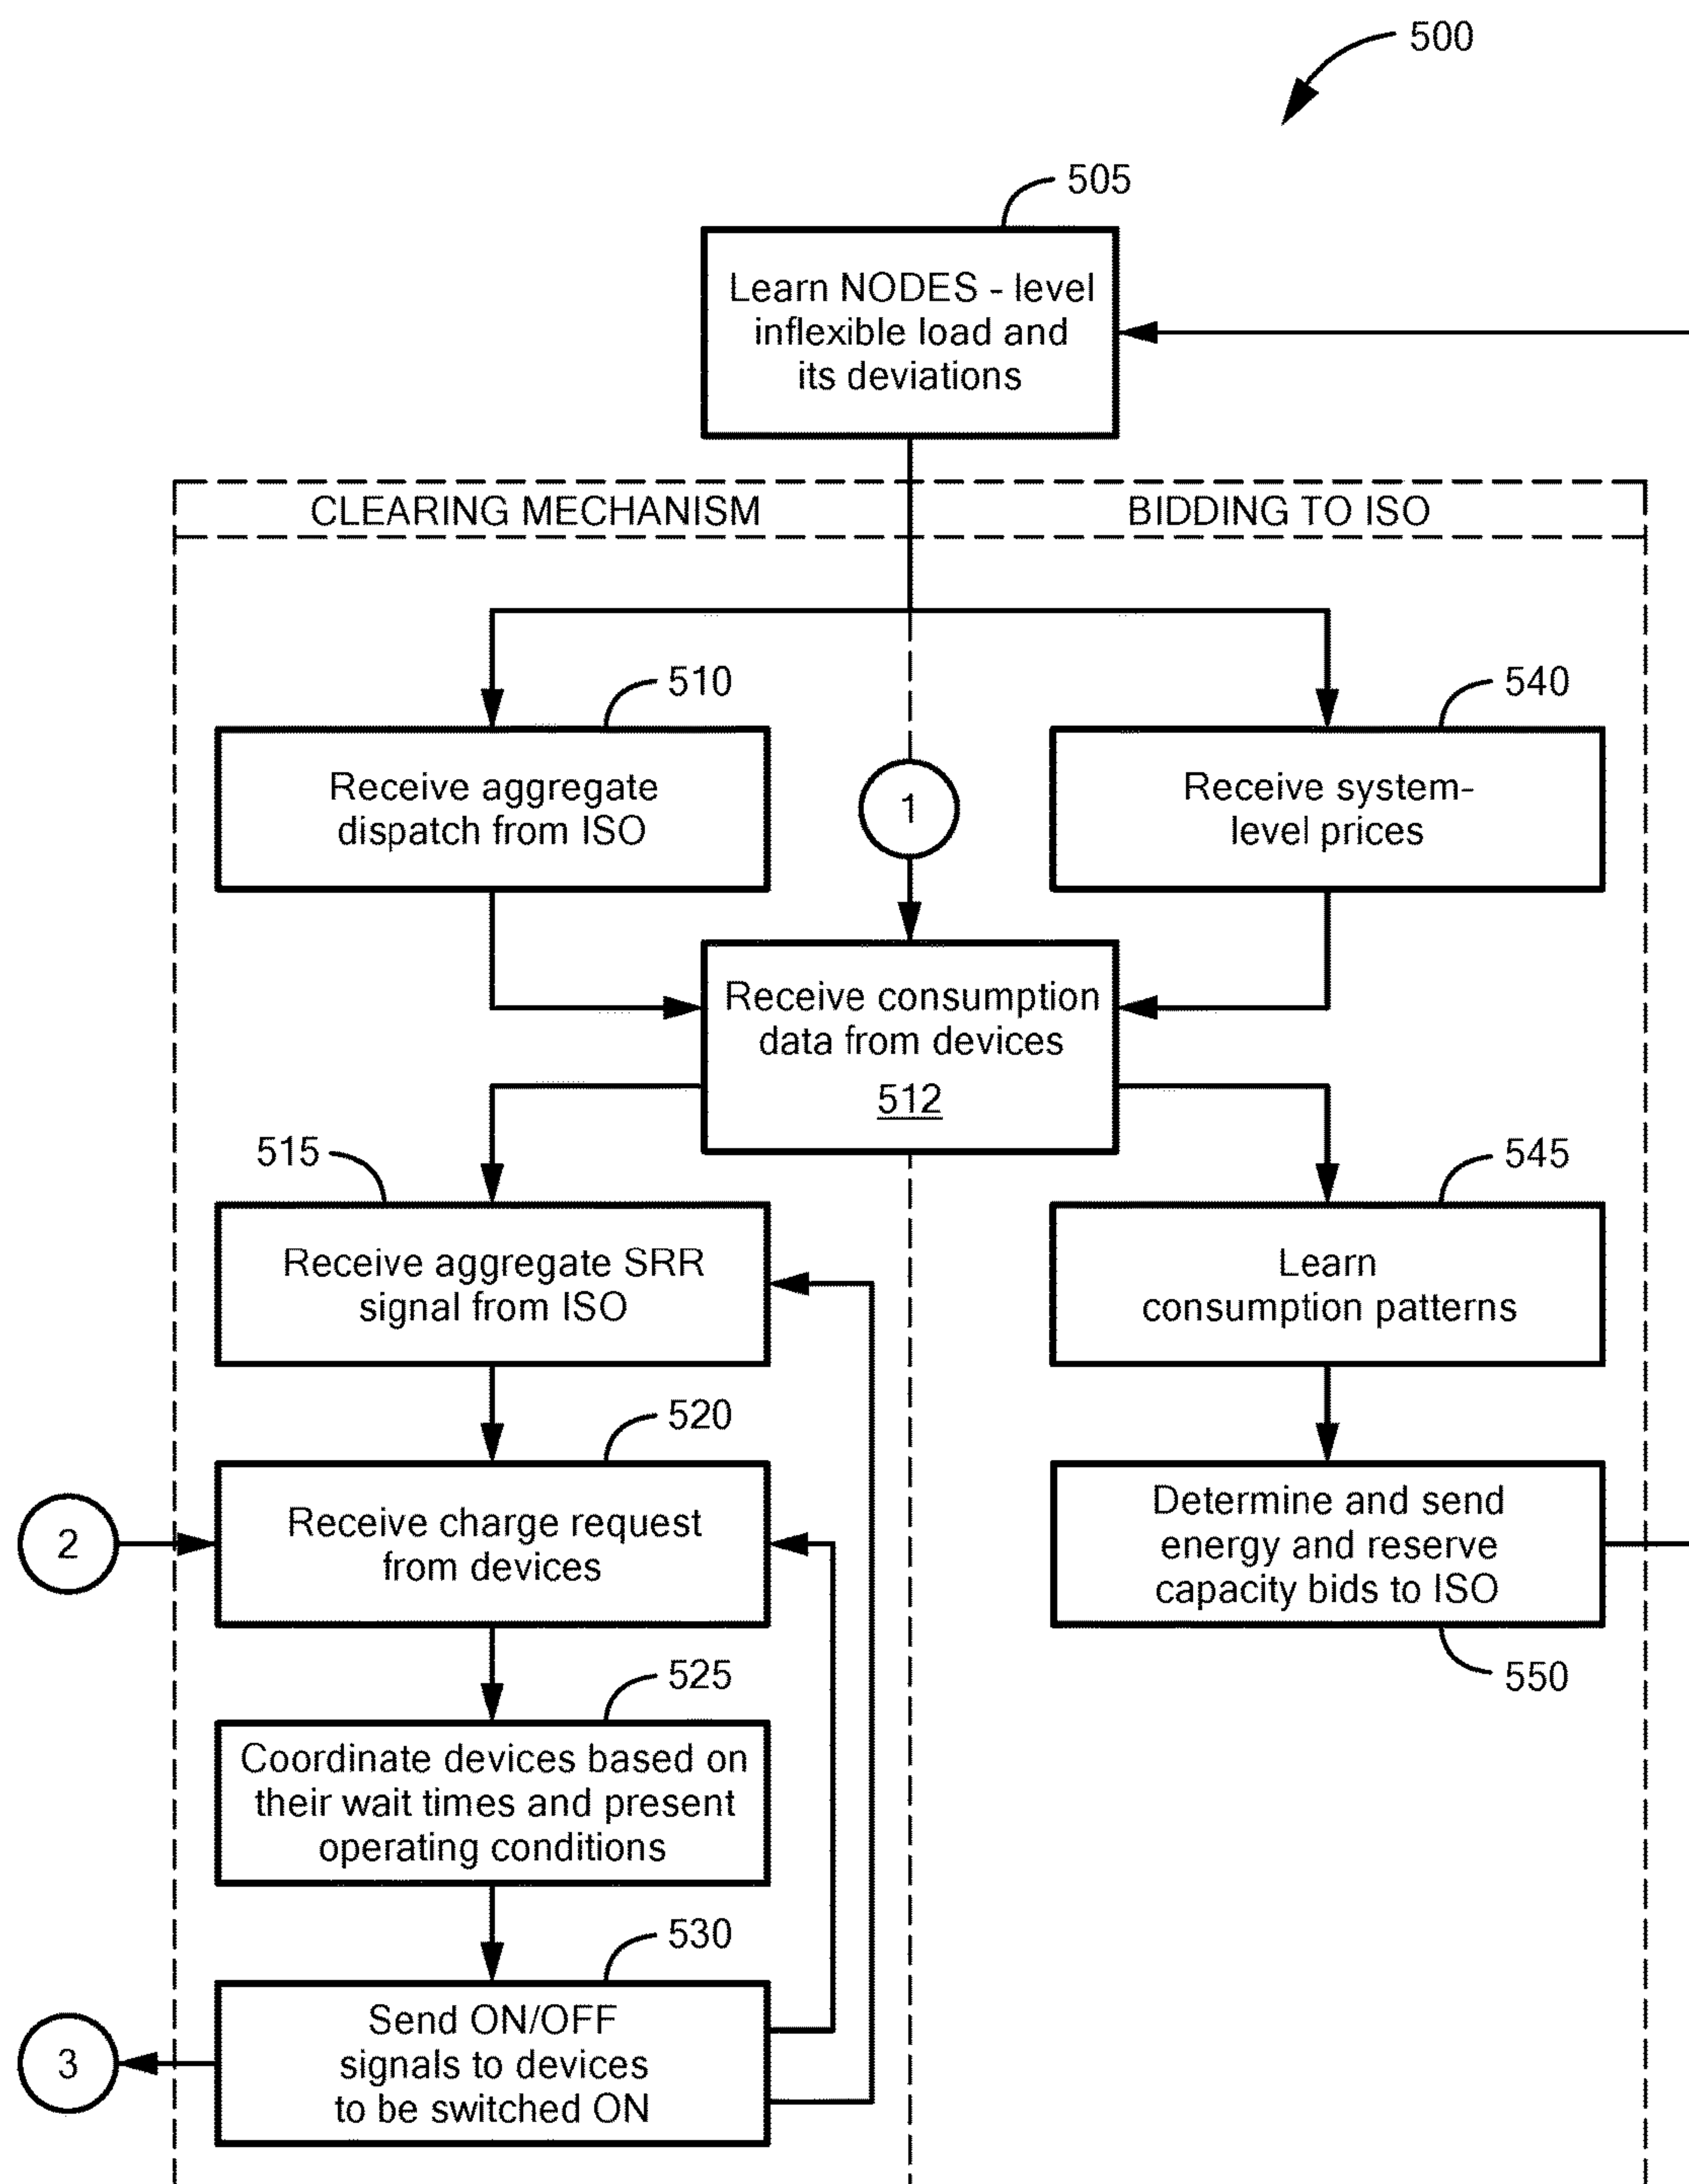 500
505
Learn NODES - level
inflexible load and
its deviations
CLEARING MECHANISM
BIDDING TO ISO
510
Receive aggregate
dispatch from ISO
1
540
Receive system-
level prices
Receive consumption
data from devices
512
515
Receive aggregate SRR
signal from ISO
545
Learn
consumption patterns
520
2
Receive charge request
from devices
Determine and send
energy and reserve
capacity bids to ISO
550
525
Coordinate devices based on
their wait times and present
operating conditions
530
3
Send ON/OFF
signals to devices
to be switched ON